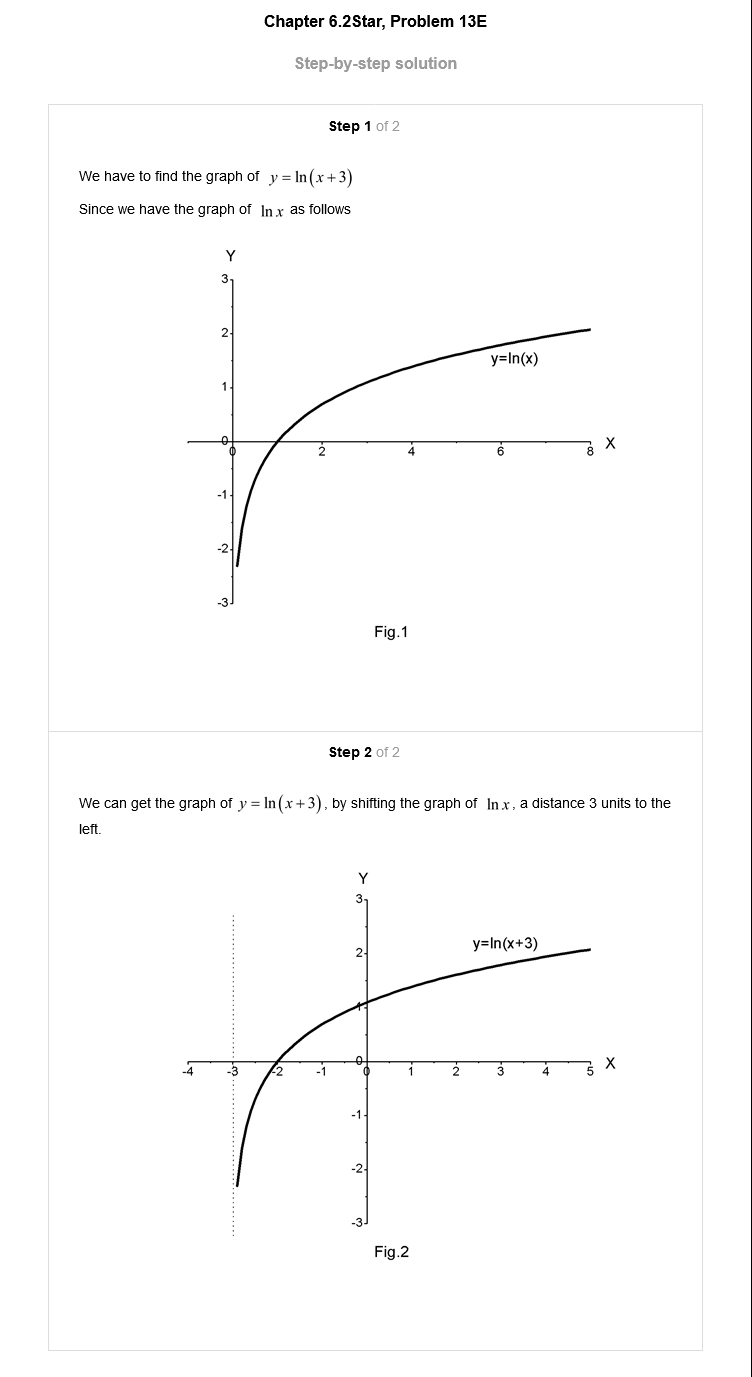 Chapter 6.2Star, Problem 13E
Step-by-step solution
Step 1 of 2
We have to find the graph of y = ln(x+3)
Since we have the graph of ln x as follows
Y
3
2
y=ln(x)
1
0
X
0 2 4 6 8
-1
-2
-3
Fig.1
Step 2 of 2
We can get the graph of y = ln(x+3), by shifting the graph of ln x, a distance 3 units to the
left.
Y
3
y=ln(x+3)
2
1
0
X
-4 -3 -2 -1 0 1 2 3 4 5
-1
-2
-3
Fig.2